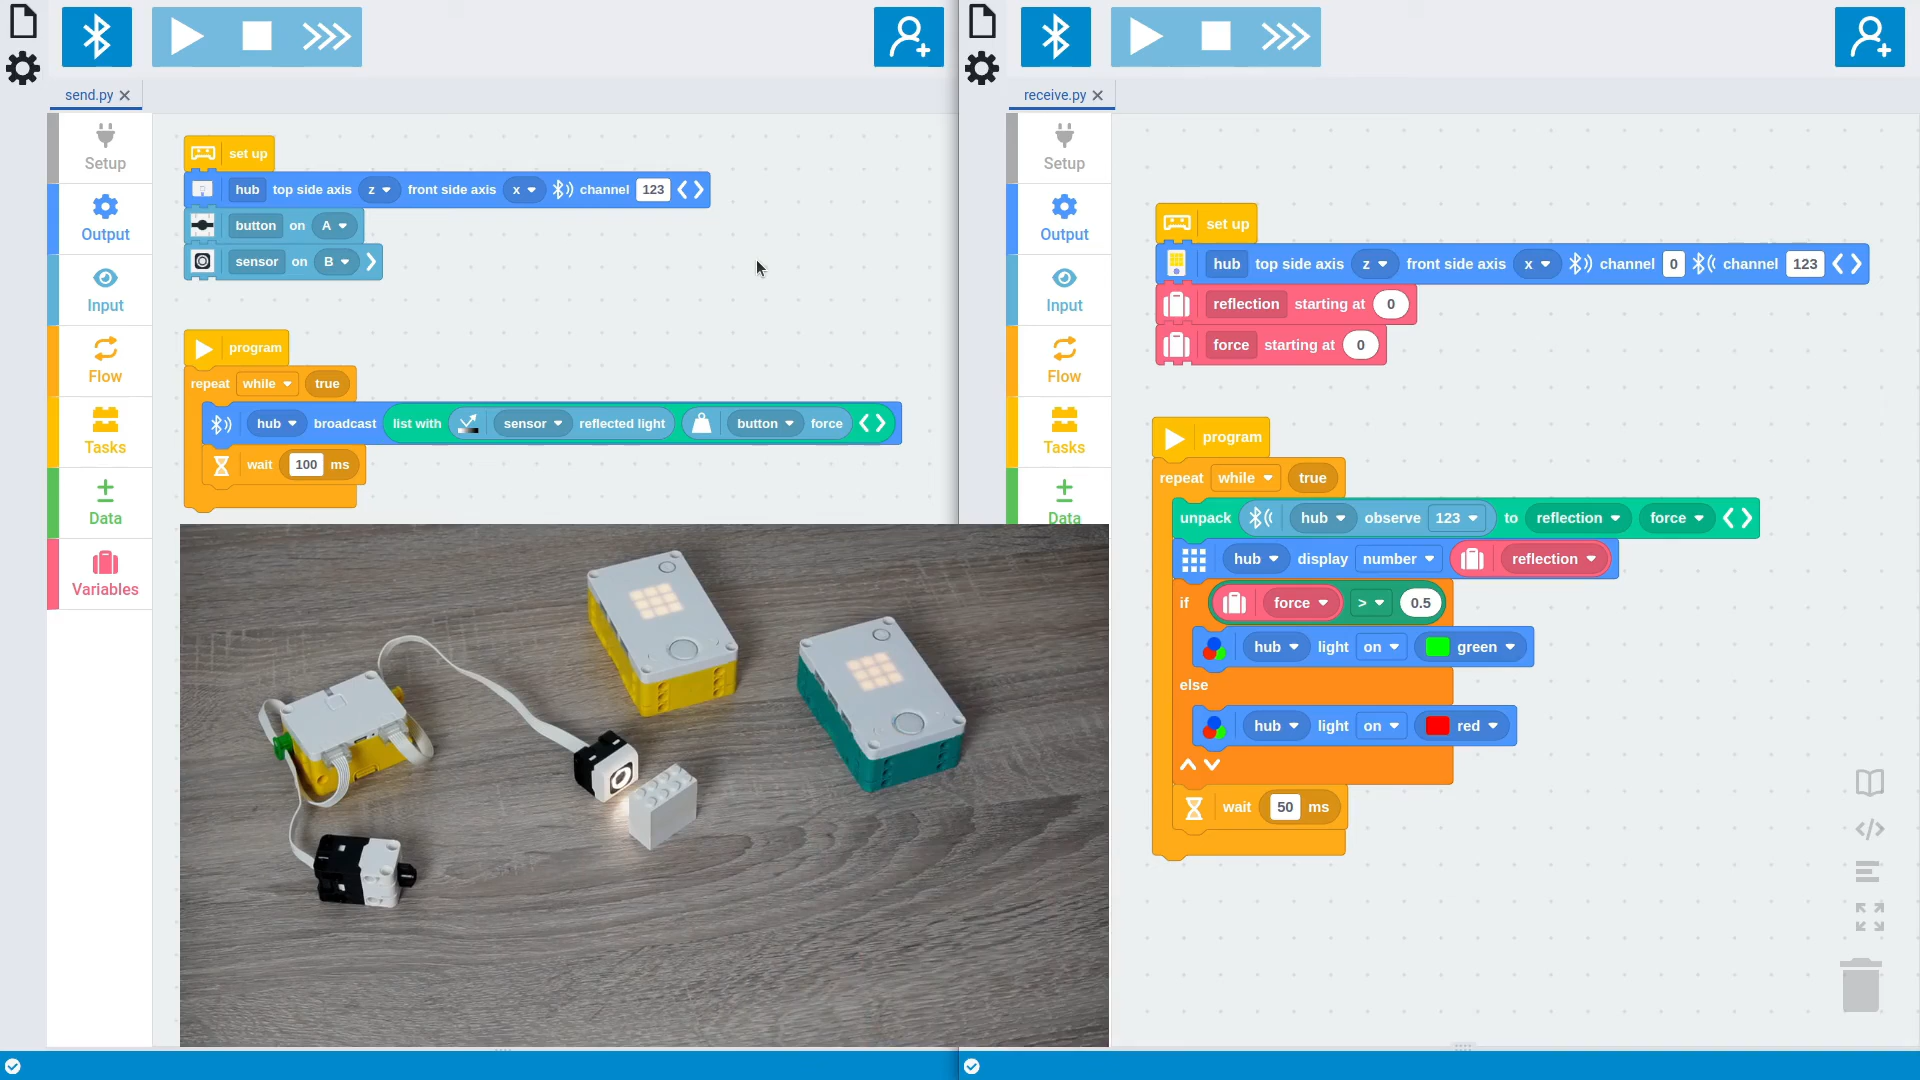 send.py
Setup
Output
Input
Flow
Tasks
Data
Variables
set up
hub top side axis z front side axis x channel 123
button on A
sensor on B
program
repeat while true
hub broadcast list with sensor reflected light button force
wait 100 ms
receive.py
Setup
Output
Input
Flow
Tasks
Data
set up
hub top side axis z front side axis x channel 0 channel 123
reflection starting at 0
force starting at 0
program
repeat while true
unpack hub observe 123 to reflection force
hub display number reflection
if force > 0.5
hub light on green
else
hub light on red
wait 50 ms